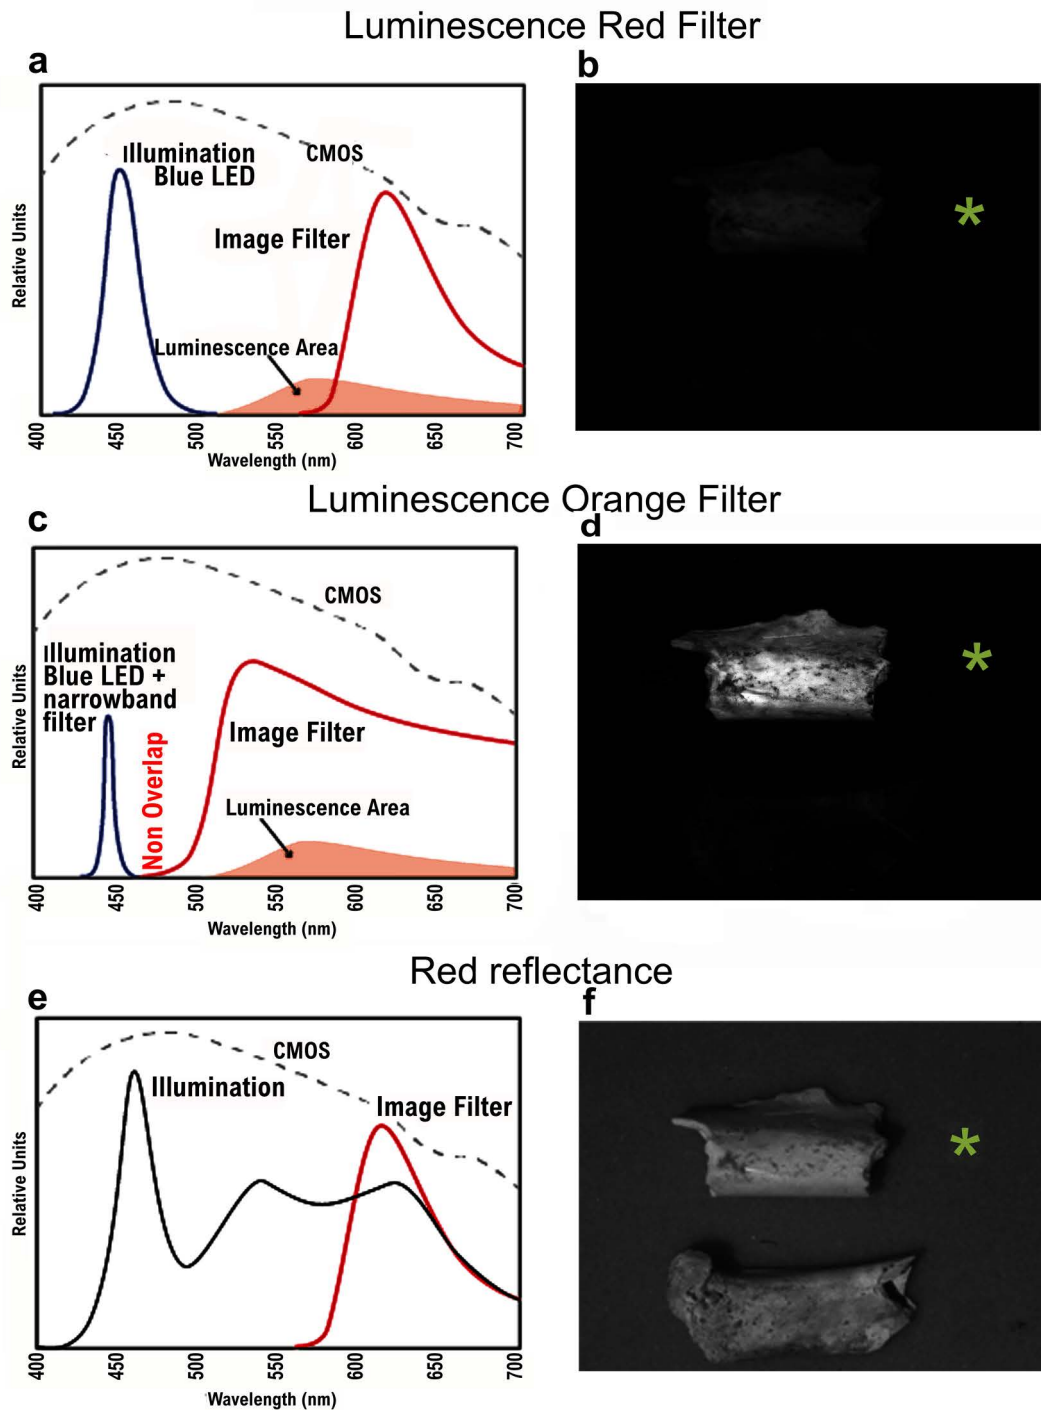 Luminescence Red Filter
a
b
Illumination
Blue LED
CMOS
Image Filter
Luminescence Area
Relative Units
400
450
500
550
600
650
700
Wavelength (nm)
*
Luminescence Orange Filter
c
d
CMOS
Illumination
Blue LED +
narrowband
filter
Non Overlap
Image Filter
Luminescence Area
Relative Units
400
450
500
550
600
650
700
Wavelength (nm)
*
Red reflectance
e
f
CMOS
Illumination
Image Filter
Relative Units
400
450
500
550
600
650
700
Wavelength (nm)
*